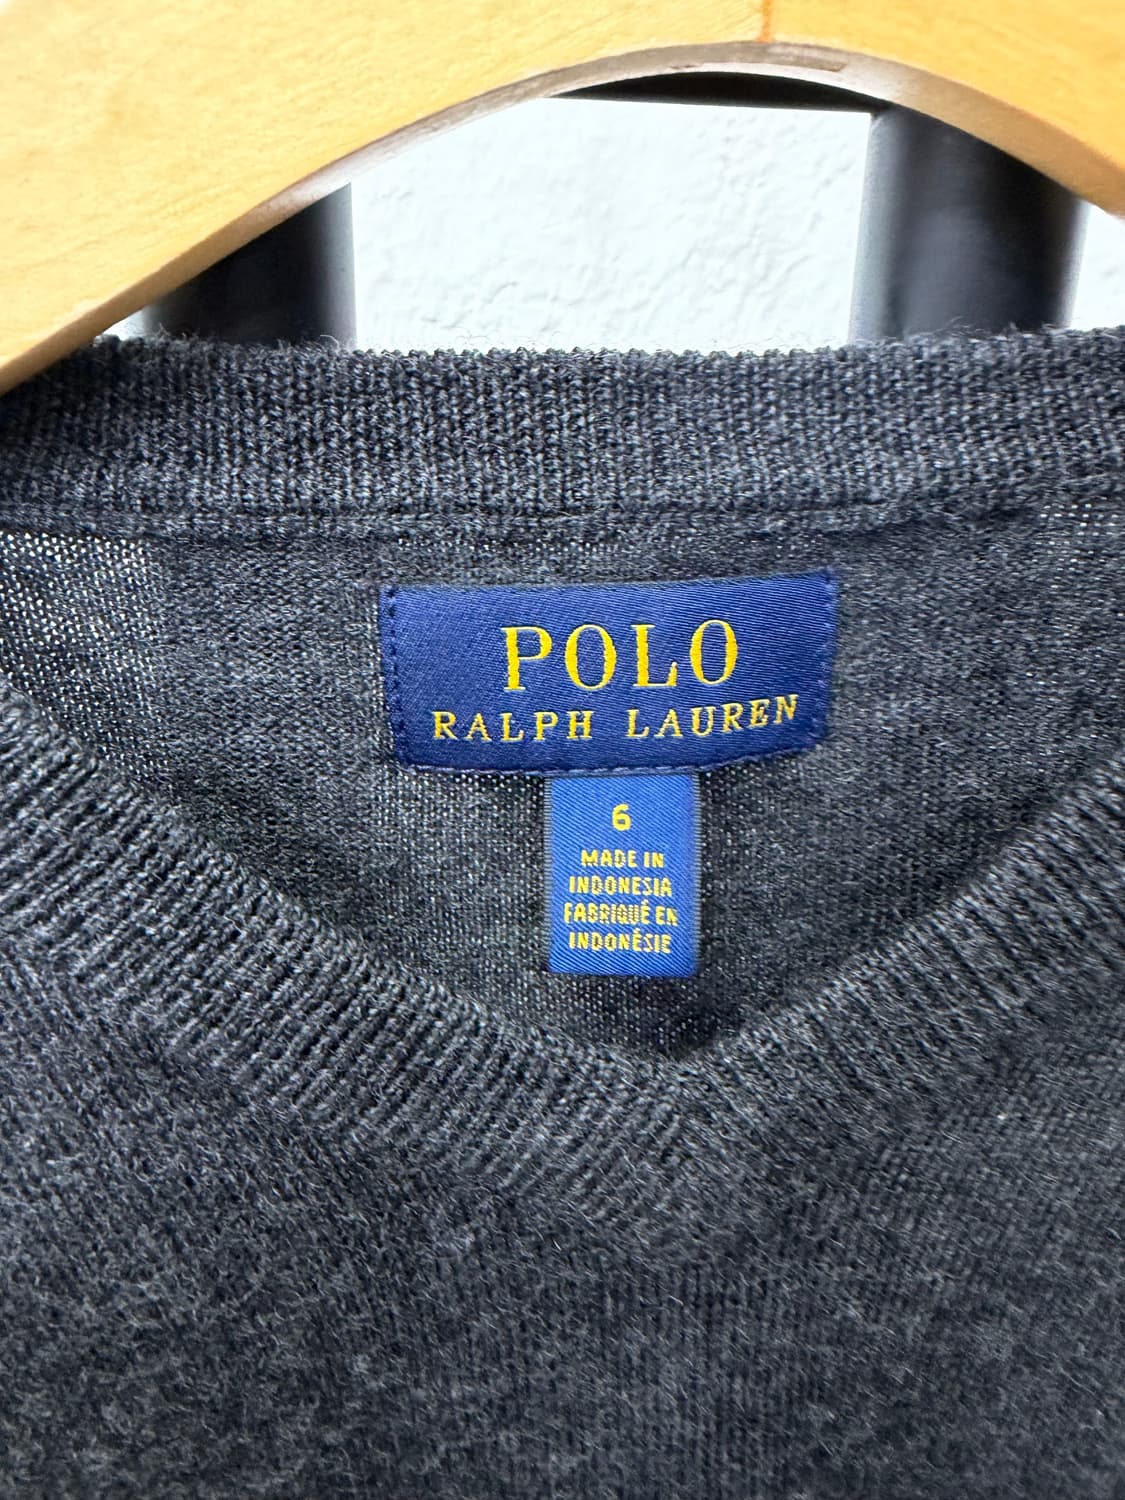 POLO
RALPH LAUREN
6
MADE IN
INDONESIA
FABRIQUÉ EN
INDONÉSIE